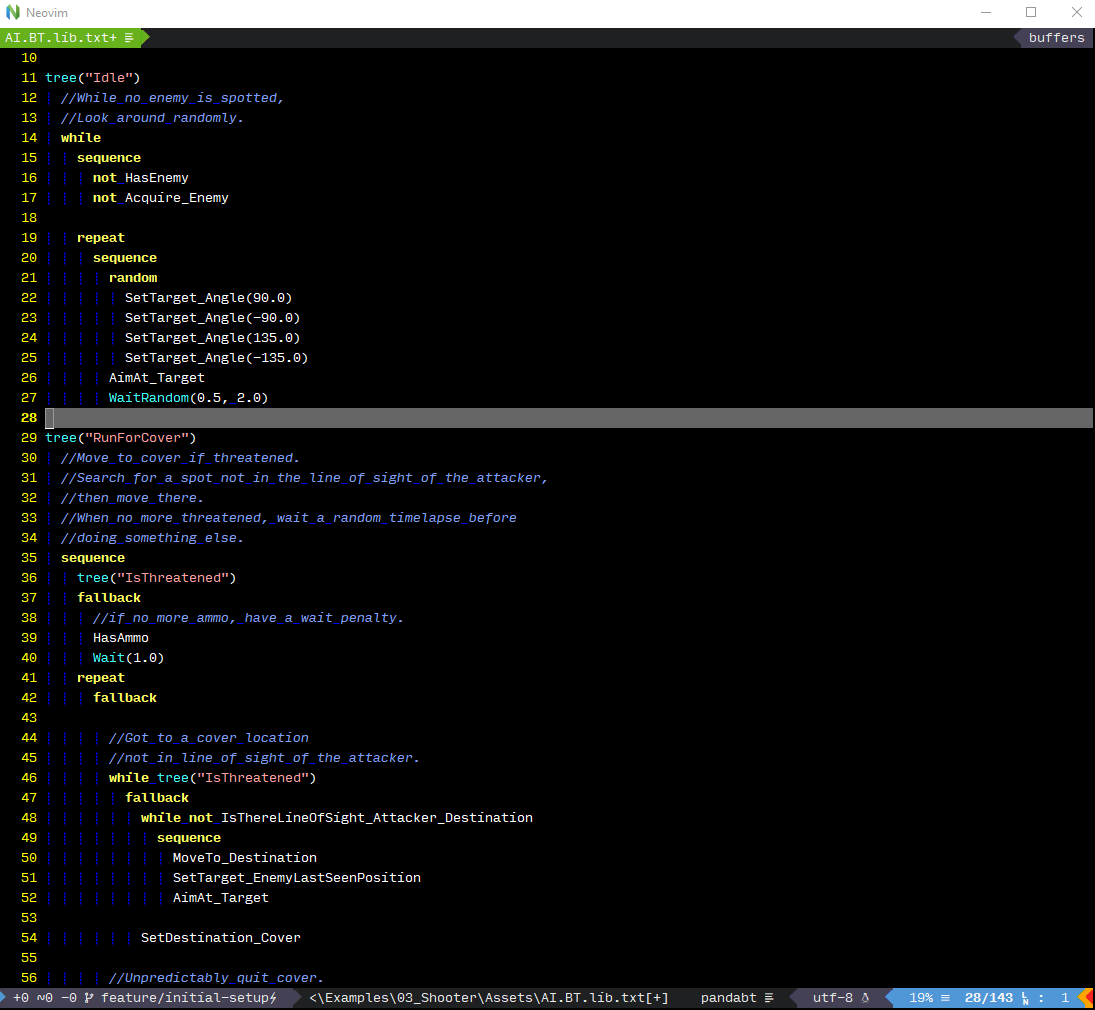 Neovim
AI.BT.lib.txt+ buffers
10
11 tree("Idle")
12 //While no enemy is spotted,
13 //Look around randomly.
14 while
15 sequence
16 not HasEnemy
17 not Acquire_Enemy
18
19 repeat
20 sequence
21 random
22 SetTarget_Angle(90.0)
23 SetTarget_Angle(-90.0)
24 SetTarget_Angle(135.0)
25 SetTarget_Angle(-135.0)
26 AimAt_Target
27 WaitRandom(0.5, 2.0)
28
29 tree("RunForCover")
30 //Move to cover if threatened.
31 //Search for a spot not in the line of sight of the attacker,
32 //then move there.
33 //When no more threatened, wait a random timelapse before
34 //doing something else.
35 sequence
36 tree("IsThreatened")
37 fallback
38 //if no more ammo, have a wait penalty.
39 HasAmmo
40 Wait(1.0)
41 repeat
42 fallback
43
44 //Got to a cover location
45 //not in line of sight of the attacker.
46 while tree("IsThreatened")
47 fallback
48 while not IsThereLineOfSight_Attacker_Destination
49 sequence
50 MoveTo_Destination
51 SetTarget_EnemyLastSeenPosition
52 AimAt_Target
53
54 SetDestination_Cover
55
56 //Unpredictably quit cover.
+0 ~0 -0 feature/initial-setup⚡ <\Examples\03_Shooter\Assets\AI.BT.lib.txt[+] pandabt utf-8 19% ≡ 28/143 LN : 1